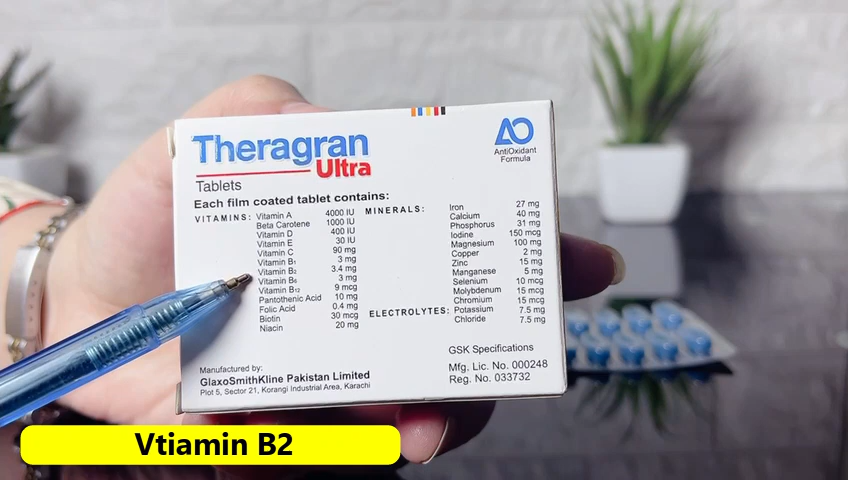 Theragran
Ultra
Tablets
AO
AntiOxidant
Formula
Each film coated tablet contains:
VITAMINS:
Vitamin A 4000 IU
Beta Carotene 1000 IU
Vitamin D 400 IU
Vitamin E 30 IU
Vitamin C 90 mg
Vitamin B₁ 3 mg
Vitamin B₂ 3.4 mg
Vitamin B₆ 3 mg
Vitamin B₁₂ 9 mcg
Pantothenic Acid 10 mg
Folic Acid 0.4 mg
Biotin 30 mcg
Niacin 20 mg
MINERALS:
Iron 27 mg
Calcium 40 mg
Phosphorus 31 mg
Iodine 150 mcg
Magnesium 100 mg
Copper 2 mg
Zinc 15 mg
Manganese 5 mg
Selenium 10 mcg
Molybdenum 15 mcg
Chromium 15 mcg
ELECTROLYTES: Potassium 7.5 mg
Chloride 7.5 mg
Manufactured by:
GlaxoSmithKline Pakistan Limited
Plot 5, Sector 21, Korangi Industrial Area, Karachi
GSK Specifications
Mfg. Lic. No. 000248
Reg. No. 033732
Vtiamin B2